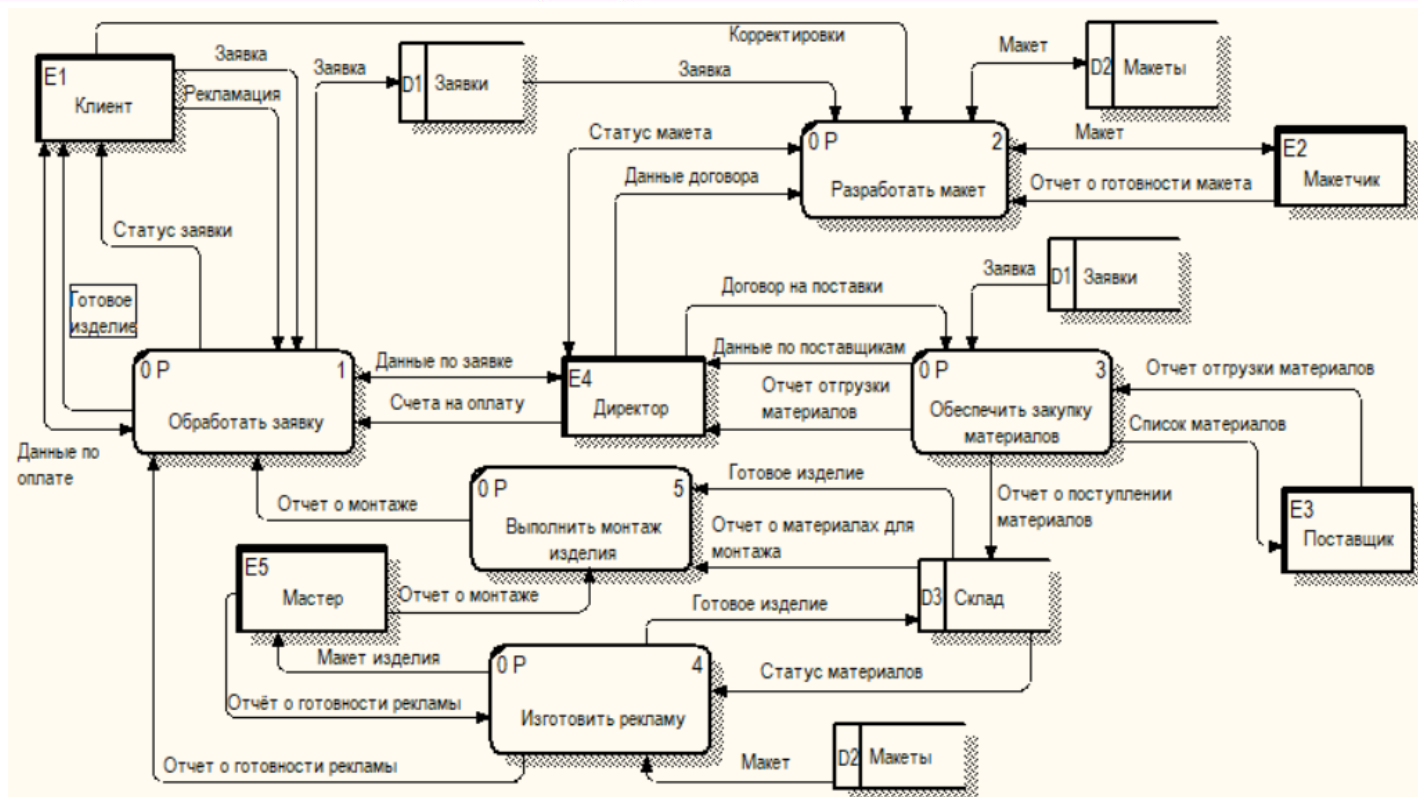 Корректировки
Заявка
E1
Клиент
Рекламация
Заявка
D1
Заявки
Заявка
Макет
D2
Макеты
Статус макета
0 P
2
Разработать макет
Макет
E2
Макетчик
Данные договора
Отчет о готовности макета
Статус заявки
Готовое
изделие
Заявка
D1
Заявки
Договор на поставки
0 P
1
Обработать заявку
Данные по заявке
E4
Директор
Счета на оплату
Данные по поставщикам
Отчет отгрузки
материалов
0 P
3
Обеспечить закупку
материалов
Отчет отгрузки материалов
Список материалов
Данные по
оплате
Отчет о монтаже
0 P
5
Выполнить монтаж
изделия
Готовое изделие
Отчет о материалах для
монтажа
Отчет о поступлении
материалов
E3
Поставщик
E5
Мастер
Отчет о монтаже
D3
Склад
Готовое изделие
Макет изделия
0 P
4
Изготовить рекламу
Статус материалов
Отчёт о готовности рекламы
Отчет о готовности рекламы
Макет
D2
Макеты